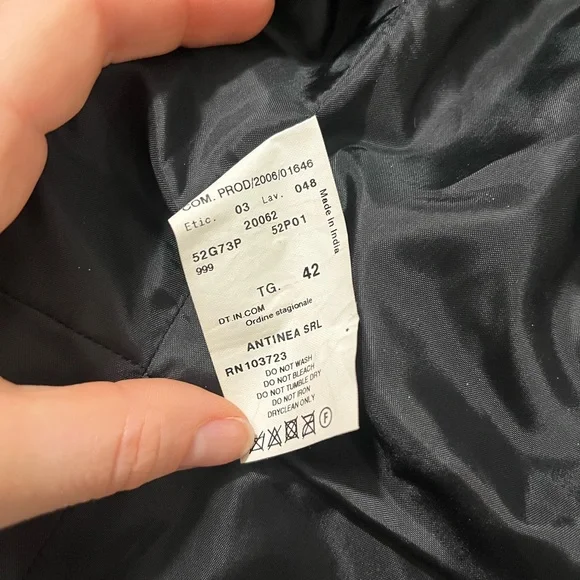 COM. PROD/2006/01646
Etic. 03 Lav. 048
20062
52G73P 52P01
999
Made in India
TG. 42
DT.IN.COM
Ordine stagionale
ANTINEA SRL
RN103723
DO NOT WASH
DO NOT BLEACH
DO NOT TUMBLE DRY
DO NOT IRON
DRYCLEAN ONLY
F